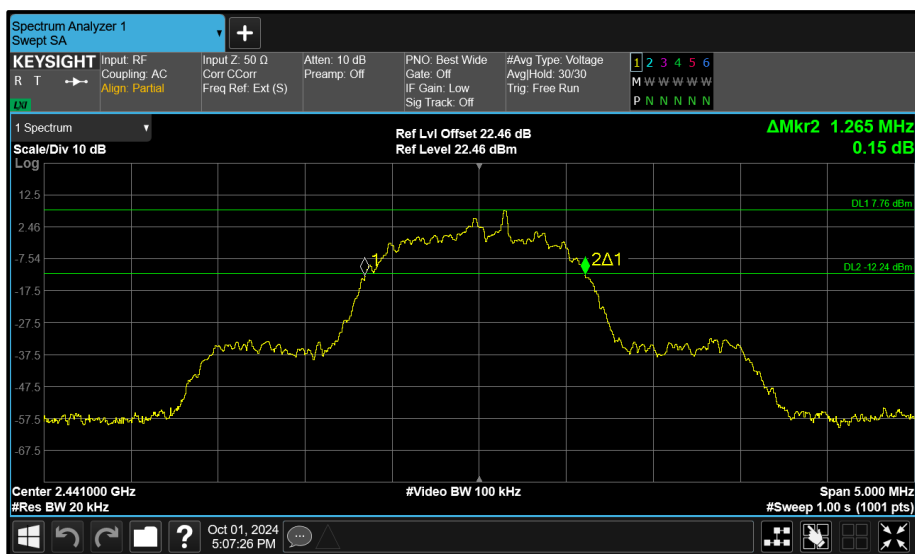 Spectrum Analyzer 1
Swept SA
+
KEYSIGHT
R T
LXI
Input: RF
Coupling: AC
Align: Partial
Input Z: 50 Ω
Corr CCorr
Freq Ref: Ext (S)
Atten: 10 dB
Preamp: Off
PNO: Best Wide
Gate: Off
IF Gain: Low
Sig Track: Off
#Avg Type: Voltage
Avg|Hold: 30/30
Trig: Free Run
1 2 3 4 5 6
M W W W W W
P N N N N N
1 Spectrum
Scale/Div 10 dB
Ref Lvl Offset 22.46 dB
Ref Level 22.46 dBm
ΔMkr2 1.265 MHz
0.15 dB
Log
12.5
2.46
-7.54
-17.5
-27.5
-37.5
-47.5
-57.5
-67.5
DL1 7.76 dBm
1
2Δ1
DL2 -12.24 dBm
Center 2.441000 GHz
#Res BW 20 kHz
#Video BW 100 kHz
Span 5.000 MHz
#Sweep 1.00 s (1001 pts)
?
Oct 01, 2024
5:07:26 PM